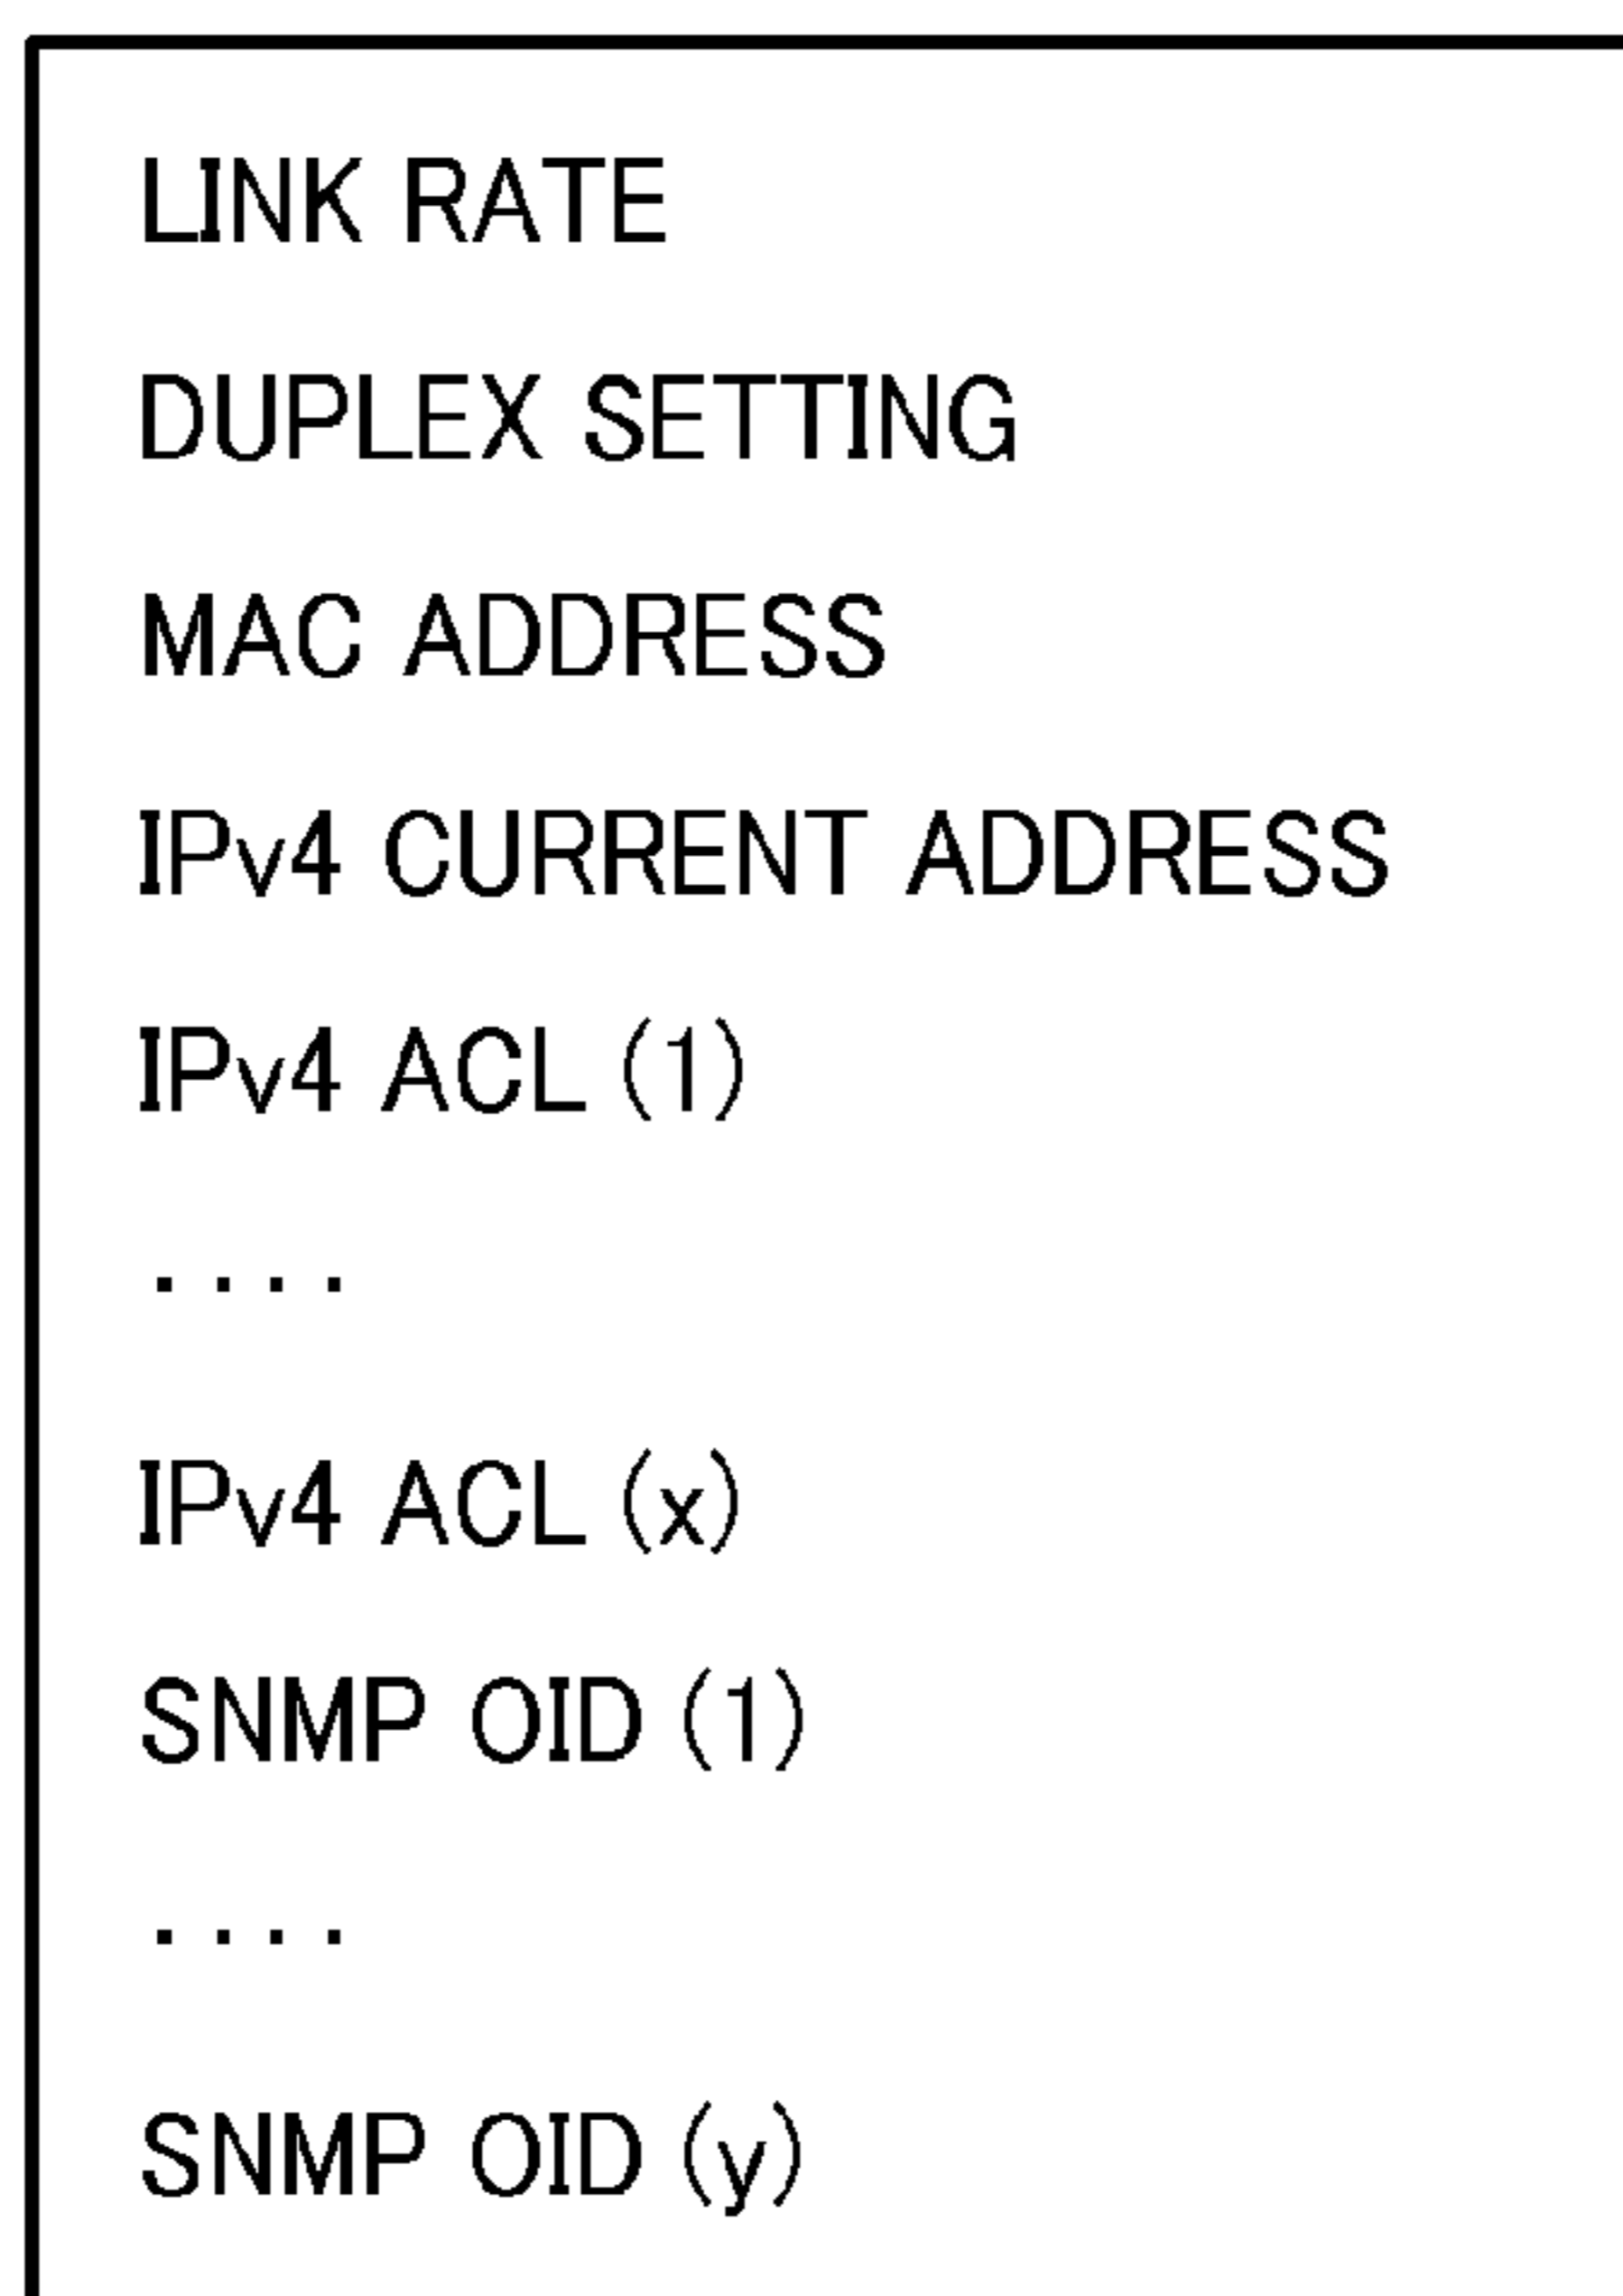 LINK RATE
DUPLEX SETTING
MAC ADDRESS
IPv4 CURRENT ADDRESS
IPv4 ACL (1)
....
IPv4 ACL (x)
SNMP OID (1)
....
SNMP OID (y)